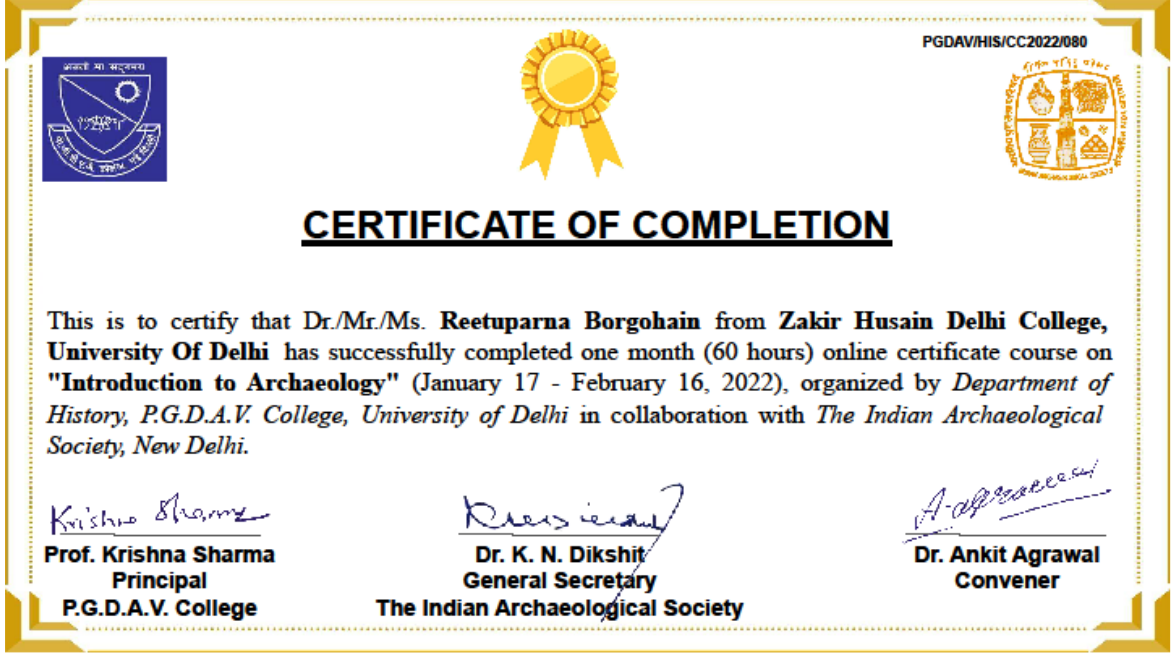 PGDAV/HIS/CC2022/080
CERTIFICATE OF COMPLETION
This is to certify that Dr./Mr./Ms. Reetuparna Borgohain from Zakir Husain Delhi College,
University Of Delhi has successfully completed one month (60 hours) online certificate course on
"Introduction to Archaeology" (January 17 - February 16, 2022), organized by Department of
History, P.G.D.A.V. College, University of Delhi in collaboration with The Indian Archaeological
Society, New Delhi.
Krishna Sharma
Prof. Krishna Sharma
Principal
P.G.D.A.V. College
Dr. K. N. Dikshit
General Secretary
The Indian Archaeological Society
A. Agrawal
Dr. Ankit Agrawal
Convener